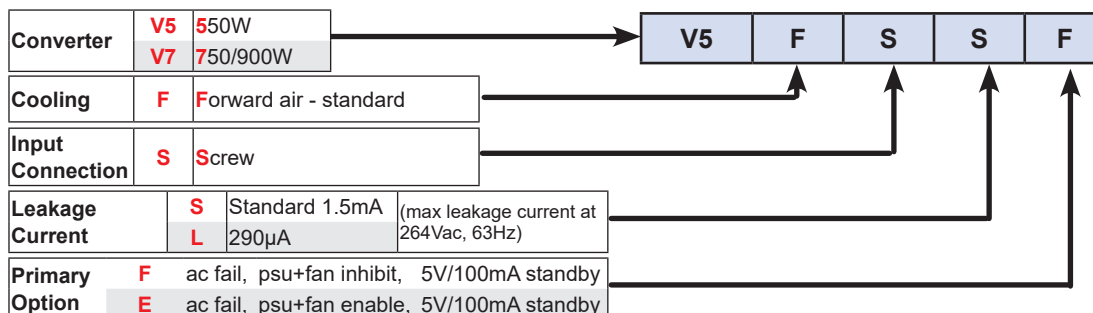 Converter V5 550W
V7 750/900W
V5 F S S F
Cooling F Forward air - standard
Input Connection S Screw
Leakage Current S Standard 1.5mA (max leakage current at 264Vac, 63Hz)
L 290µA
Primary Option F ac fail, psu+fan inhibit, 5V/100mA standby
E ac fail, psu+fan enable, 5V/100mA standby